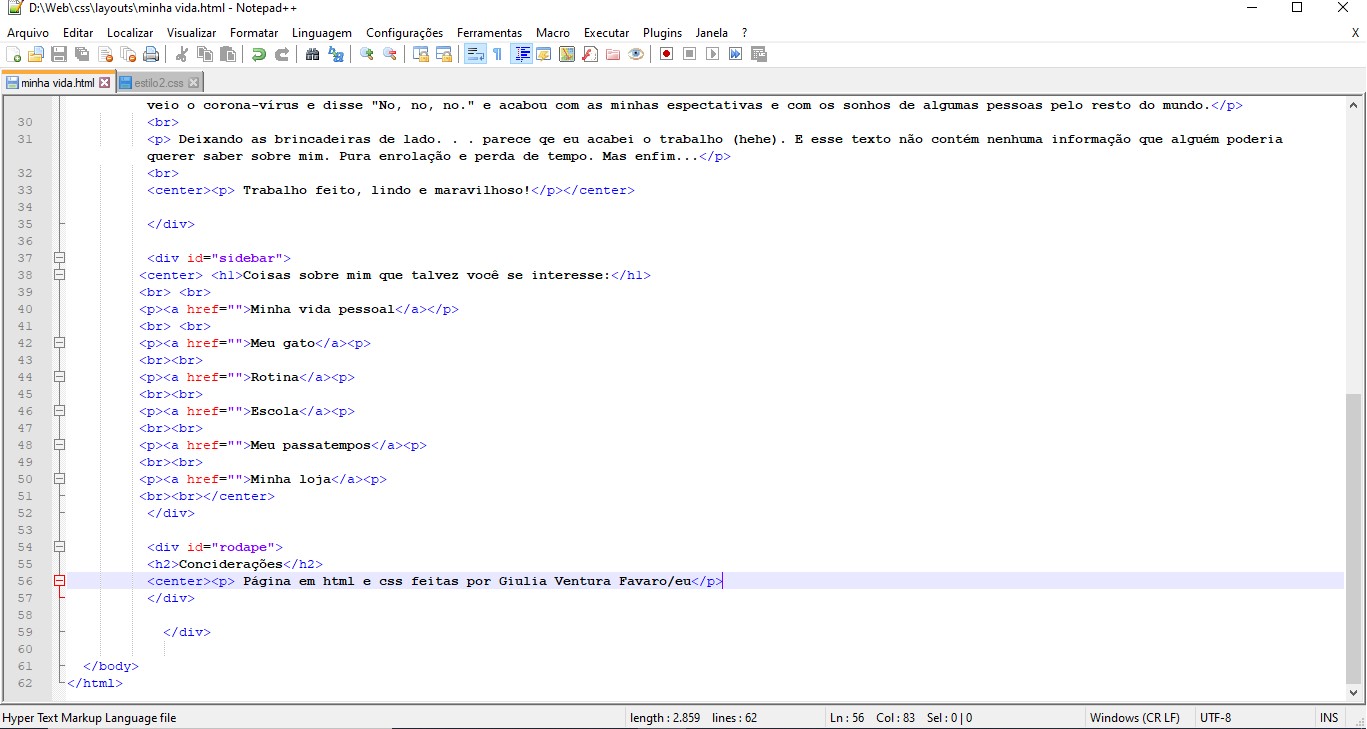 D:\Web\css\layouts\minha vida.html - Notepad++
Arquivo Editar Localizar Visualizar Formatar Linguagem Configurações Ferramentas Macro Executar Plugins Janela ? X
minha vida.html estilo2.css
veio o corona-vírus e disse "No, no, no." e acabou com as minhas espectativas e com os sonhos de algumas pessoas pelo resto do mundo.</p>
30 <br>
31 <p> Deixando as brincadeiras de lado. . . parece qe eu acabei o trabalho (hehe). E esse texto não contém nenhuma informação que alguém poderia
querer saber sobre mim. Pura enrolação e perda de tempo. Mas enfim...</p>
32 <br>
33 <center><p> Trabalho feito, lindo e maravilhoso!</p></center>
34
35 </div>
36
37 <div id="sidebar">
38 <center> <h1>Coisas sobre mim que talvez você se interesse:</h1>
39 <br> <br>
40 <p><a href="">Minha vida pessoal</a></p>
41 <br> <br>
42 <p><a href="">Meu gato</a><p>
43 <br><br>
44 <p><a href="">Rotina</a><p>
45 <br><br>
46 <p><a href="">Escola</a><p>
47 <br><br>
48 <p><a href="">Meu passatempos</a><p>
49 <br><br>
50 <p><a href="">Minha loja</a><p>
51 <br><br></center>
52 </div>
53
54 <div id="rodape">
55 <h2>Conciderações</h2>
56 <center><p> Página em html e css feitas por Giulia Ventura Favaro/eu</p>
57 </div>
58
59 </div>
60
61 </body>
62 </html>
Hyper Text Markup Language file length : 2.859 lines : 62 Ln : 56 Col : 83 Sel : 0 | 0 Windows (CR LF) UTF-8 INS